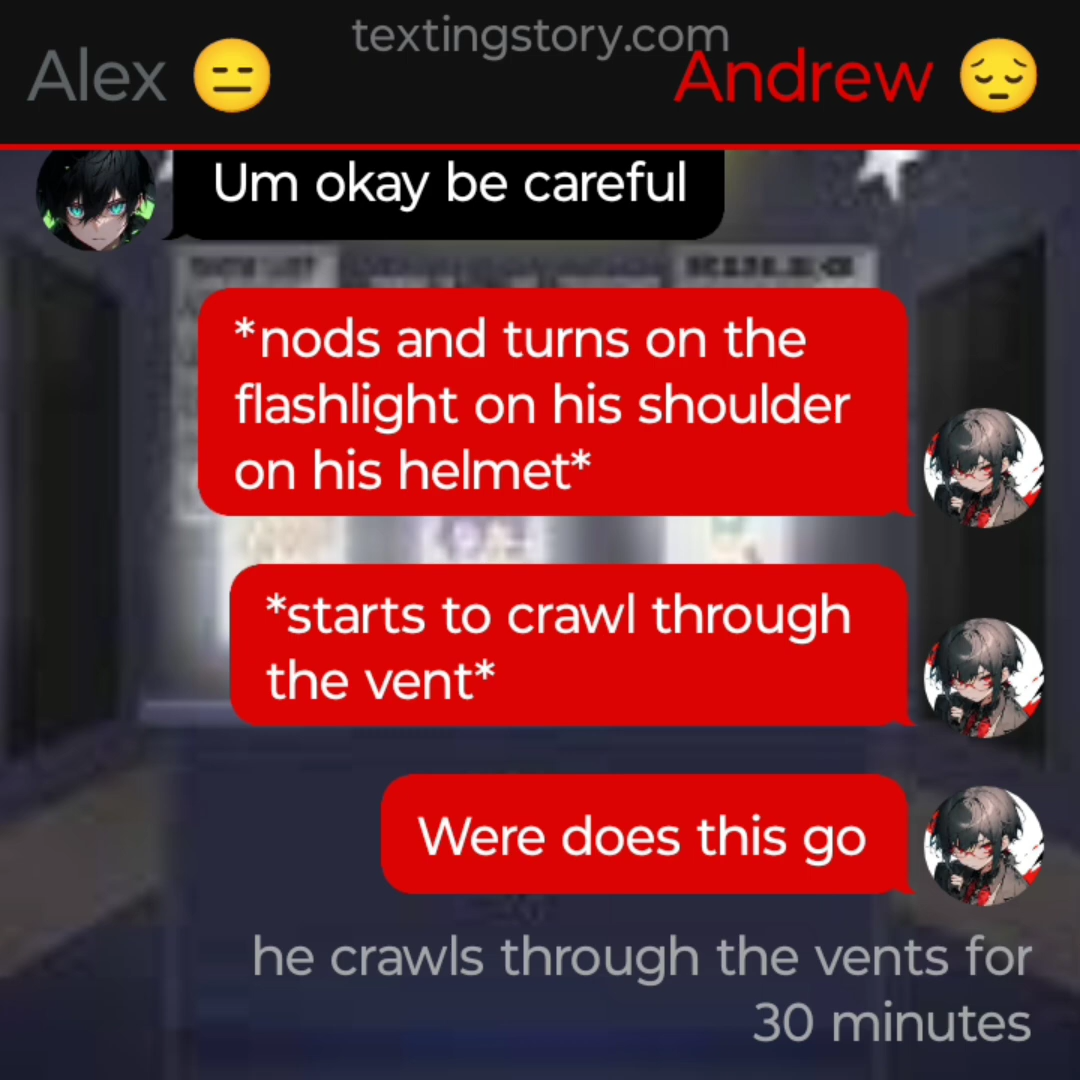 textingstory.com
Alex 😑
Andrew 😔
Um okay be careful
*nods and turns on the
flashlight on his shoulder
on his helmet*
*starts to crawl through
the vent*
Were does this go
he crawls through the vents for
30 minutes